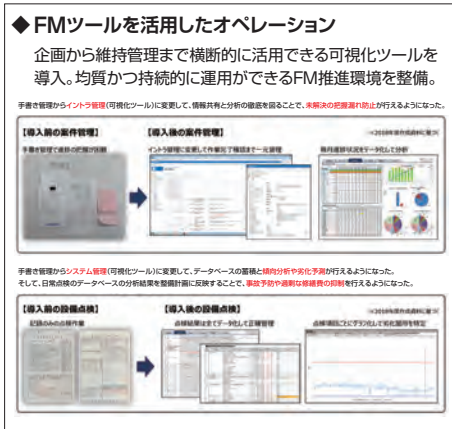 ◆FMツールを活用したオペレーション
企画から維持管理まで横断的に活用できる可視化ツールを
導入。均質かつ持続的に運用ができるFM推進環境を整備。
手書き管理からイントラ管理(可視化ツール)に変更して、情報共有と分析の徹底を図ることで、未解決の把握漏れ防止が行えるようになった。
【導入前の案件管理】 【導入後の案件管理】
手書き管理で進捗の把握が困難 イントラ管理に変更して作業完了確認まで一元管理 毎月進捗状況をデータ化して分析
手書き管理からシステム管理(可視化ツール)に変更して、データベースの蓄積と傾向分析や劣化予測が行えるようになった。
そして、日常点検のデータベースの分析結果を整備計画に反映することで、事故予防や過剰な修繕費の抑制を行えるようになった。
【導入前の設備点検】 【導入後の設備点検】
記録のみの点検作業 点検結果は全てデータ化して正確管理 点検項目ごとにグラフ化して劣化箇所を特定